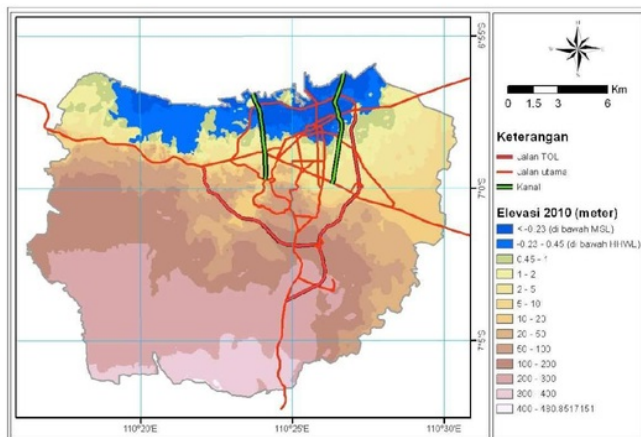 6°55'S
7°0'S
7°5'S
110°20'E
110°25'E
110°30'E
Km
0 1.5 3 6
Keterangan
Jalan TOL
Jalan utama
Kanal
Elevasi 2010 (meter)
< -0.23 (di bawah MSL)
-0.23 - 0.45 (di bawah HHWL)
0.45 - 1
1 - 2
2 - 5
5 - 10
10 - 20
20 - 50
50 - 100
100 - 200
200 - 300
300 - 400
400 - 480.8517151